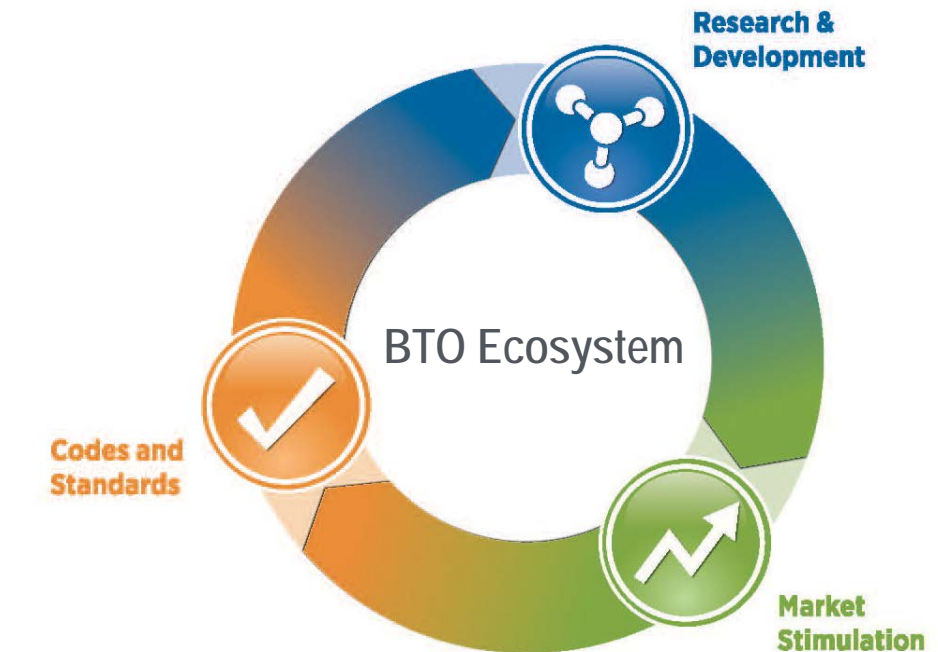 Research &
Development
BTO Ecosystem
Codes and
Standards
Market
Stimulation